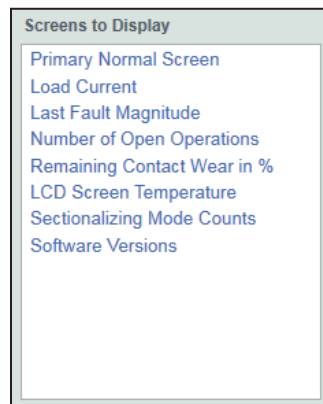 Screens to Display
Primary Normal Screen
Load Current
Last Fault Magnitude
Number of Open Operations
Remaining Contact Wear in %
LCD Screen Temperature
Sectionalizing Mode Counts
Software Versions